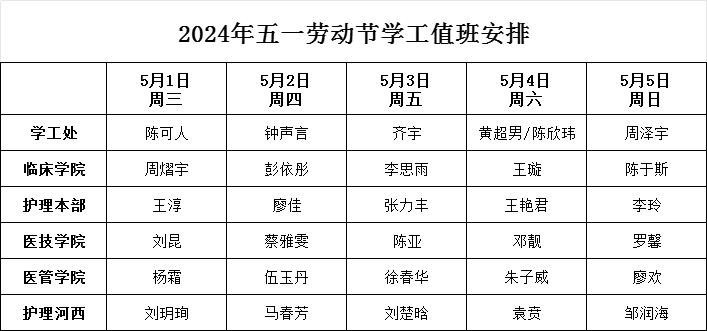 2024年五一劳动节学工值班安排
5月1日 5月2日 5月3日 5月4日 5月5日
周三 周四 周五 周六 周日
学工处 陈可人 钟声言 齐宇 黄超男/陈欣玮 周泽宇
临床学院 周熠宇 彭依彤 李思雨 王璇 陈于斯
护理本部 王淳 廖佳 张力丰 王艳君 李玲
医技学院 刘昆 蔡雅雯 陈亚 邓靓 罗馨
医管学院 杨霜 伍玉丹 徐春华 朱子威 廖欢
护理河西 刘玥珣 马春芳 刘楚晗 袁贲 邹润海